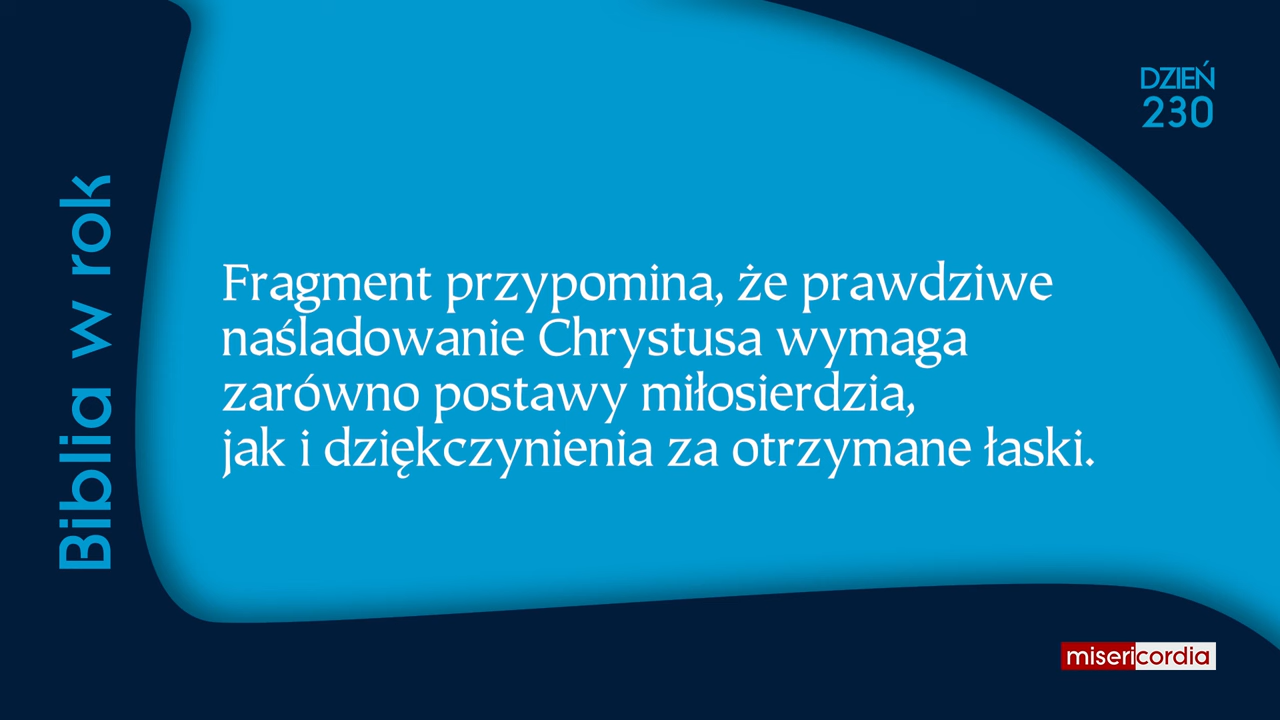 Biblia w rok
DZIEŃ
230
Fragment przypomina, że prawdziwe
naśladowanie Chrystusa wymaga
zarówno postawy miłosierdzia,
jak i dziękczynienia za otrzymane łaski.
misericordia